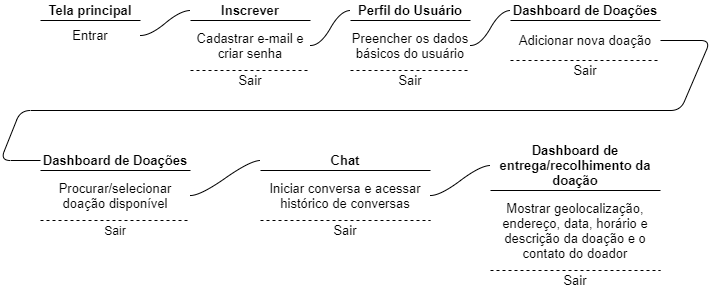 Tela principal
Entrar
Inscrever
Cadastrar e-mail e
criar senha
Sair
Perfil do Usuário
Preencher os dados
básicos do usuário
Sair
Dashboard de Doações
Adicionar nova doação
Sair
Dashboard de Doações
Procurar/selecionar
doação disponível
Sair
Chat
Iniciar conversa e acessar
histórico de conversas
Sair
Dashboard de
entrega/recolhimento da
doação
Mostrar geolocalização,
endereço, data, horário e
descrição da doação e o
contato do doador
Sair